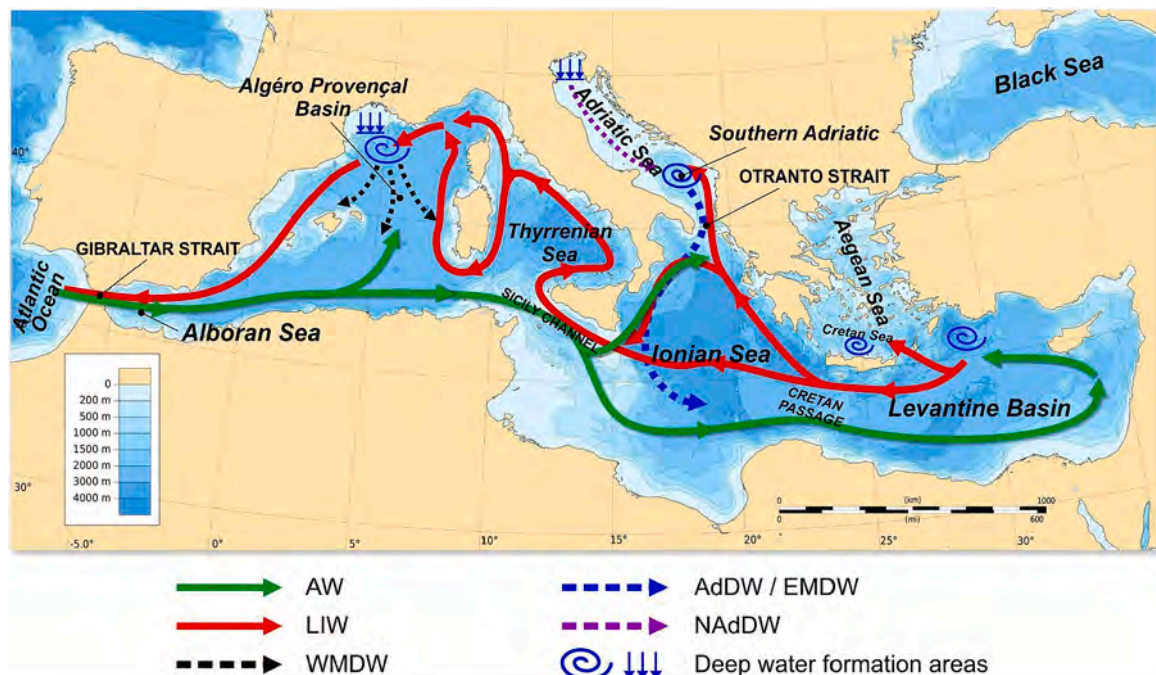 Black Sea
Algéro Provençal
Basin
Adriatic Sea
Southern Adriatic
OTRANTO STRAIT
40°
GIBRALTAR STRAIT
Thyrrenian
Sea
Aegean Sea
Atlantic
Ocean
Alboran Sea
SICILY CHANNEL
Ionian Sea
Cretan Sea
CRETAN
PASSAGE
Levantine Basin
0
200 m
500 m
1000 m
1500 m
2000 m
3000 m
4000 m
30°
0 (km) 1000
0 (mi) 600
-5.0° 0° 5° 10° 15° 20° 25° 30°
AW
LIW
WMDW
AdDW / EMDW
NAdDW
Deep water formation areas